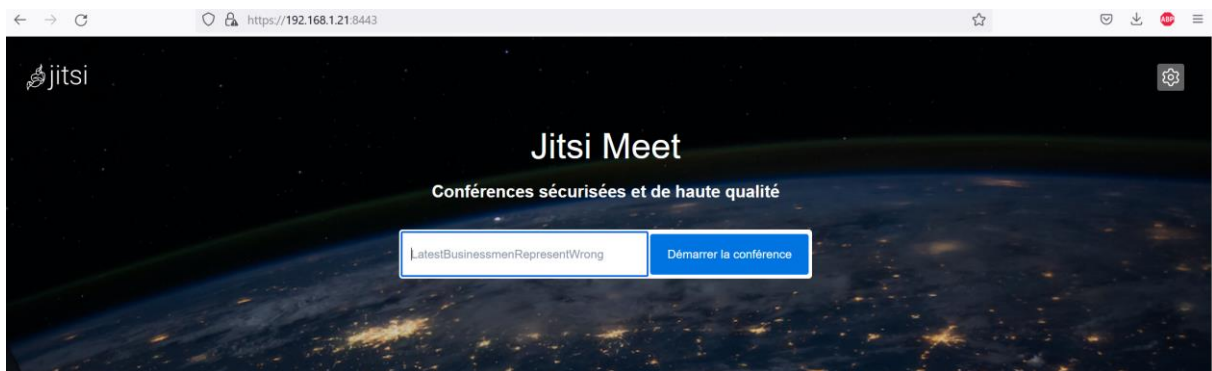 https://192.168.1.21:8443
ABP
jitsi
Jitsi Meet
Conférences sécurisées et de haute qualité
LatestBusinessmenRepresentWrong
Démarrer la conférence